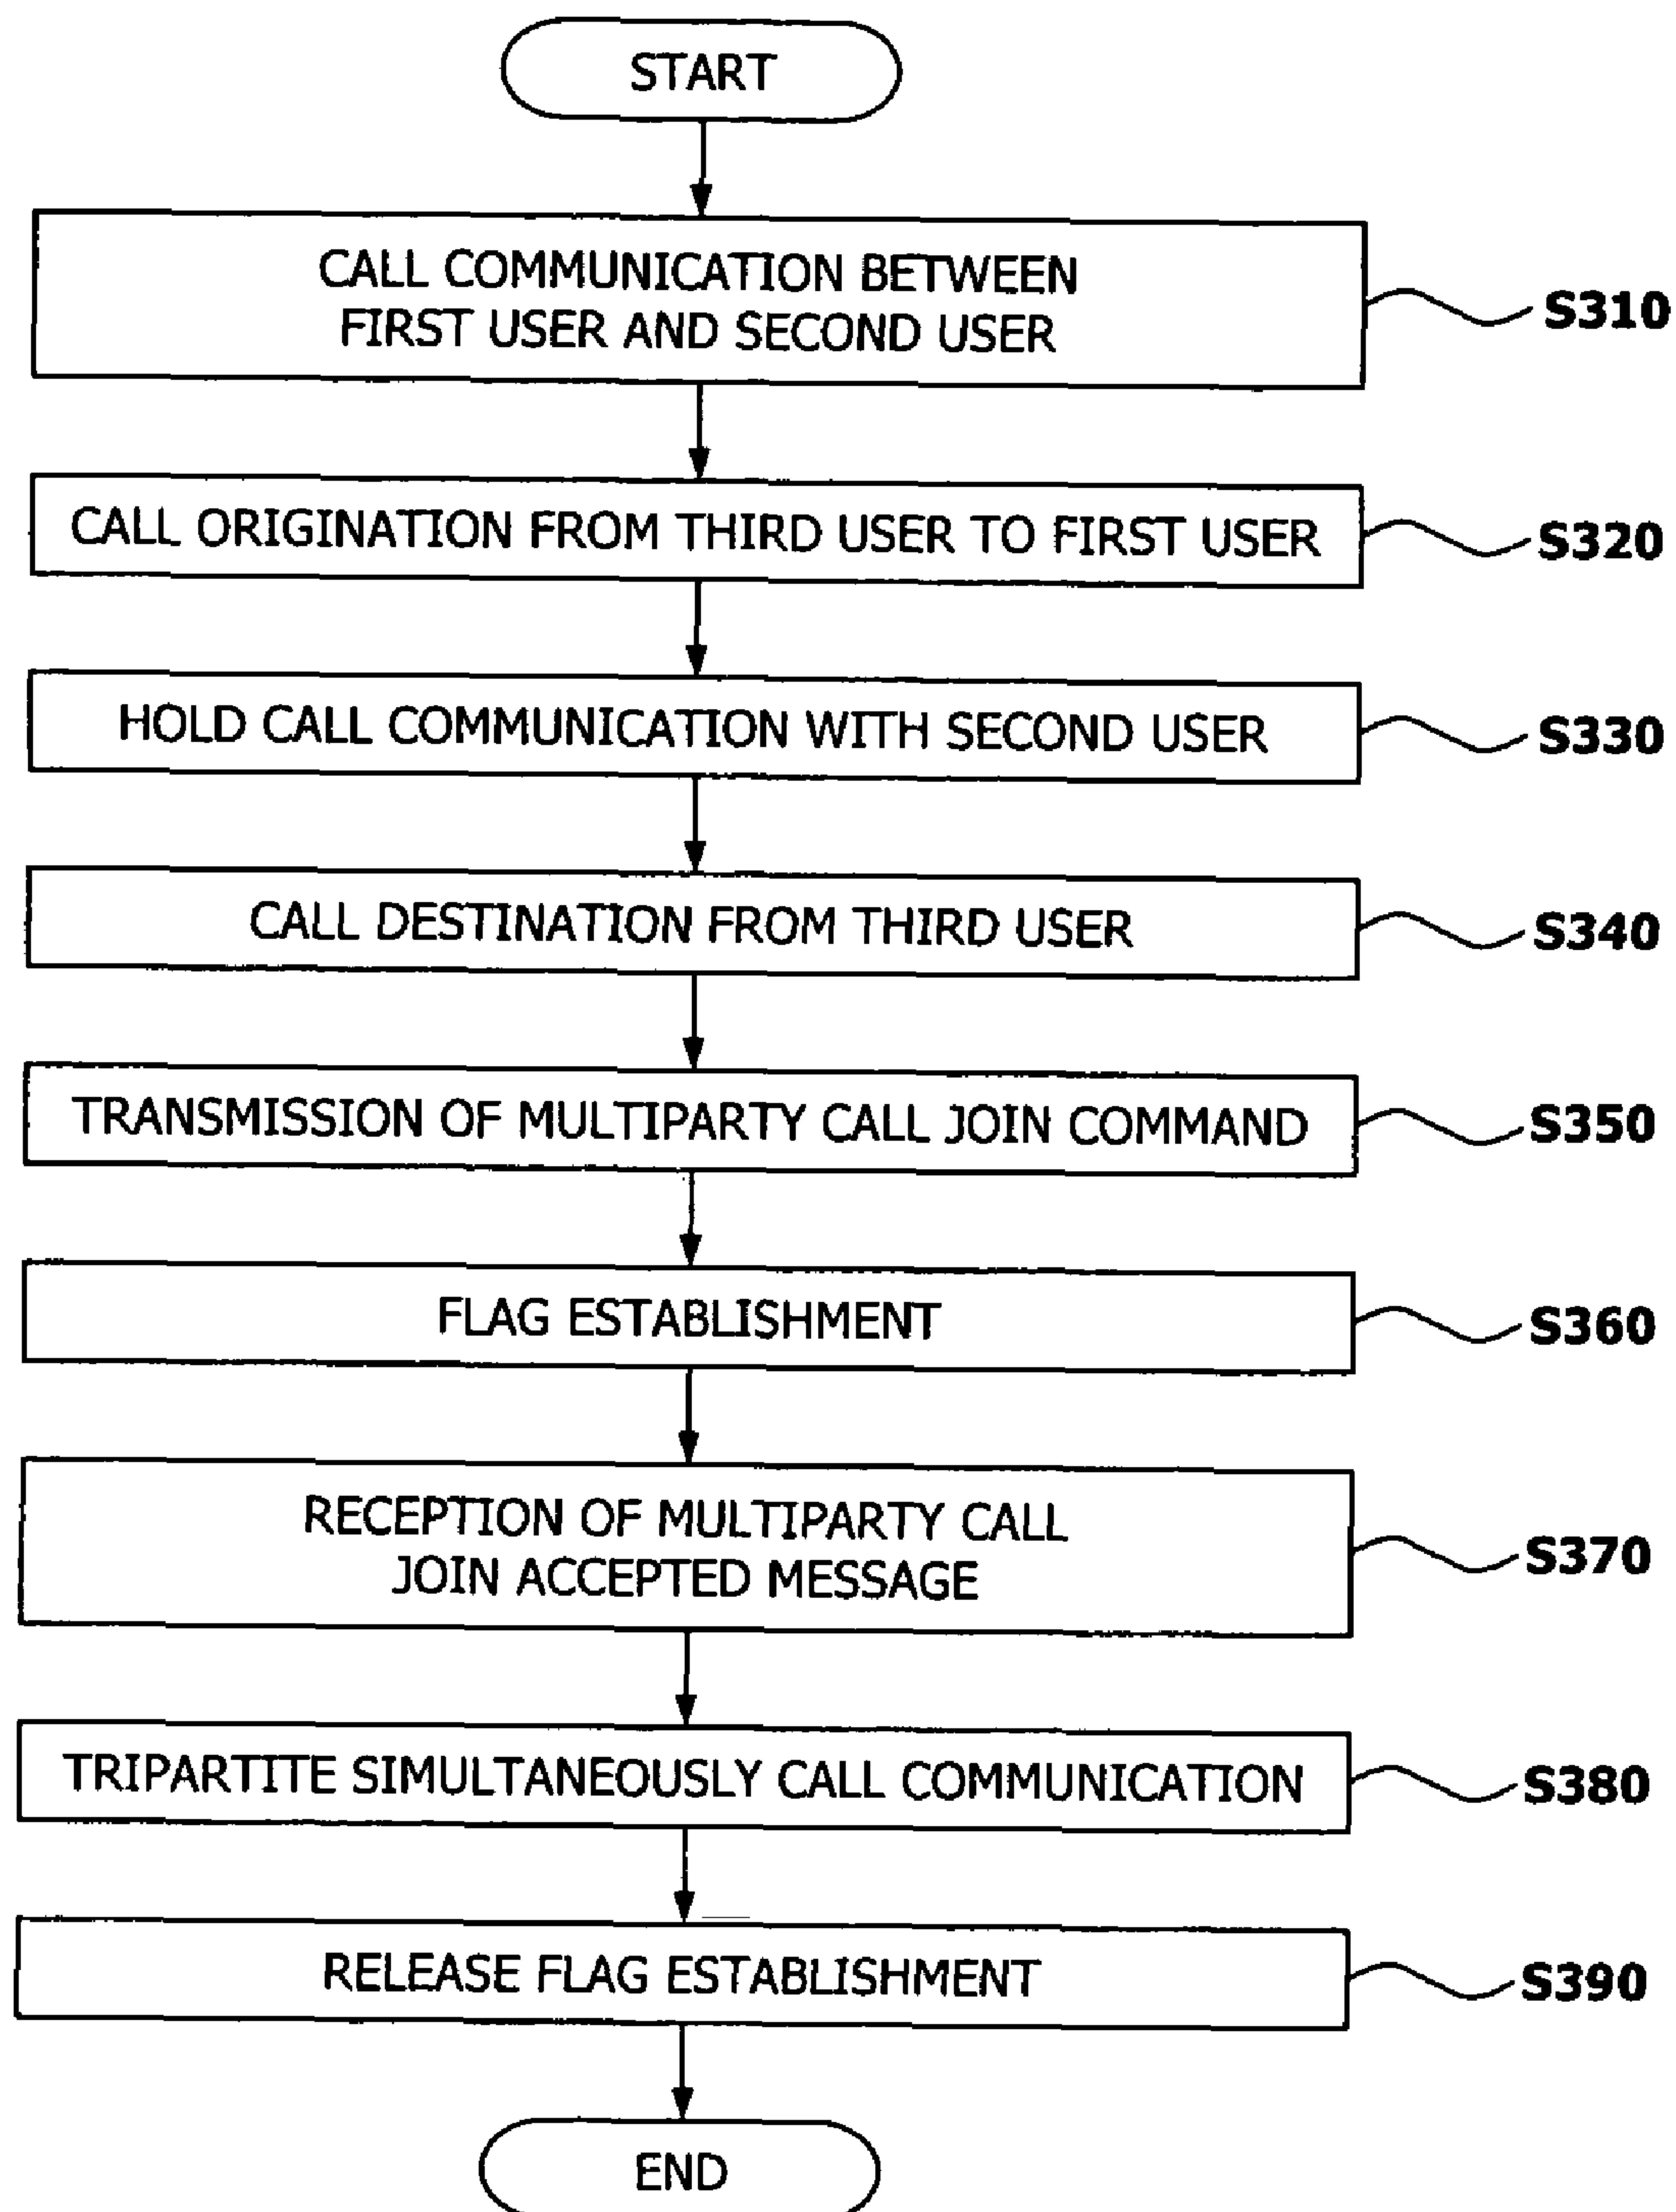 START
CALL COMMUNICATION BETWEEN
FIRST USER AND SECOND USER
S310
CALL ORIGINATION FROM THIRD USER TO FIRST USER
S320
HOLD CALL COMMUNICATION WITH SECOND USER
S330
CALL DESTINATION FROM THIRD USER
S340
TRANSMISSION OF MULTIPARTY CALL JOIN COMMAND
S350
FLAG ESTABLISHMENT
S360
RECEPTION OF MULTIPARTY CALL
JOIN ACCEPTED MESSAGE
S370
TRIPARTITE SIMULTANEOUSLY CALL COMMUNICATION
S380
RELEASE FLAG ESTABLISHMENT
S390
END